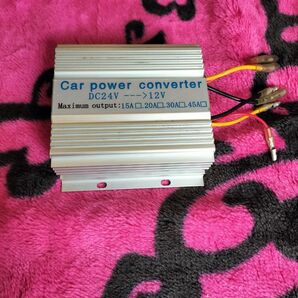 Car power converter
DC24V --->12V
Maximum output:15A□.20A□.30A□.45A□